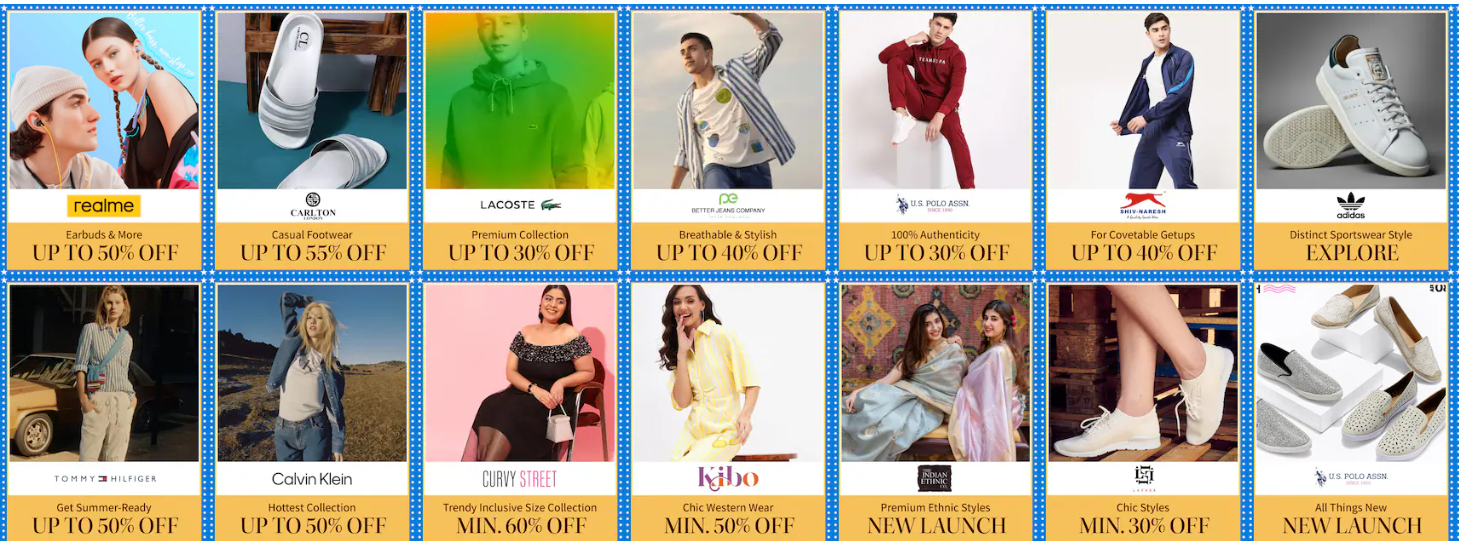 realme
Earbuds & More
UP TO 50% OFF
CL
CARLTON
LONDON
Casual Footwear
UP TO 55% OFF
LACOSTE
Premium Collection
UP TO 30% OFF
BETTER JEANS COMPANY
Breathable & Stylish
UP TO 40% OFF
U.S. POLO ASSN.
SINCE 1890
100% Authenticity
UP TO 30% OFF
SHIV-NARESH
For Covetable Getups
UP TO 40% OFF
adidas
Distinct Sportswear Style
EXPLORE
TOMMY HILFIGER
Get Summer-Ready
UP TO 50% OFF
Calvin Klein
Hottest Collection
UP TO 50% OFF
CURVY STREET
Trendy Inclusive Size Collection
MIN. 60% OFF
Kibo
Chic Western Wear
MIN. 50% OFF
THE
INDIAN
ETHNIC
CO.
Premium Ethnic Styles
NEW LAUNCH
Chic Styles
MIN. 30% OFF
U.S. POLO ASSN.
SINCE 1890
All Things New
NEW LAUNCH